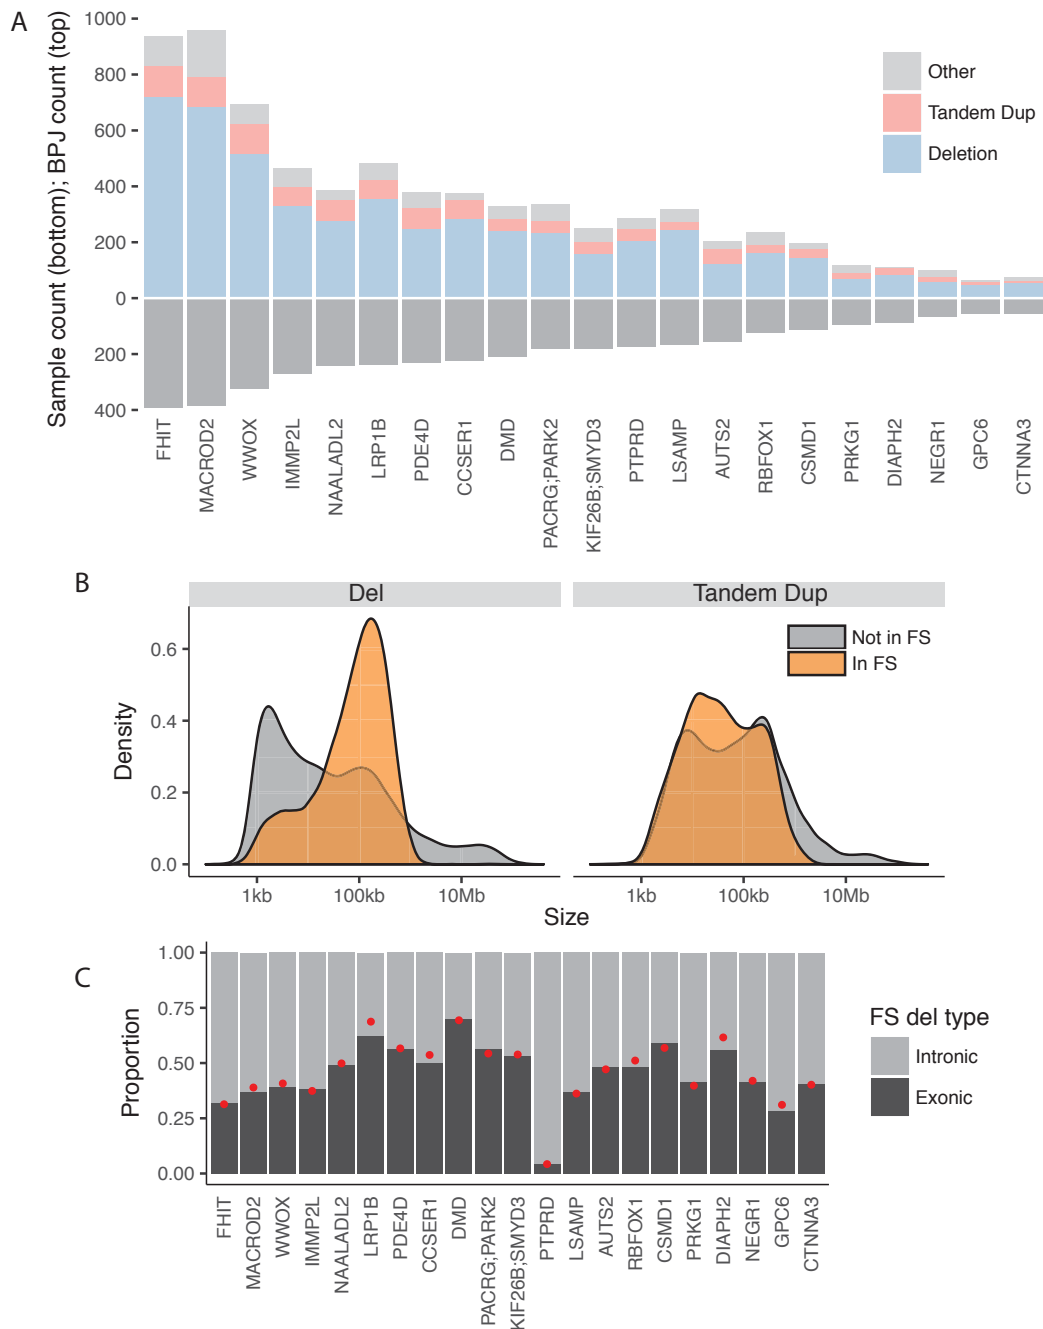 A
Sample count (bottom); BPJ count (top)
1000
800
600
400
200
0
200
400
Other
Tandem Dup
Deletion
FHIT
MACROD2
WWOX
IMMP2L
NAALADL2
LRP1B
PDE4D
CCSER1
DMD
PACRG;PARK2
KIF26B;SMYD3
PTPRD
LSAMP
AUTS2
RBFOX1
CSMD1
PRKG1
DIAPH2
NEGR1
GPC6
CTNNA3
B
Del
Tandem Dup
Not in FS
In FS
Density
0.6
0.4
0.2
0.0
1kb
100kb
10Mb
1kb
100kb
10Mb
Size
C
Proportion
1.00
0.75
0.50
0.25
0.00
FS del type
Intronic
Exonic
FHIT
MACROD2
WWOX
IMMP2L
NAALADL2
LRP1B
PDE4D
CCSER1
DMD
PACRG;PARK2
KIF26B;SMYD3
PTPRD
LSAMP
AUTS2
RBFOX1
CSMD1
PRKG1
DIAPH2
NEGR1
GPC6
CTNNA3